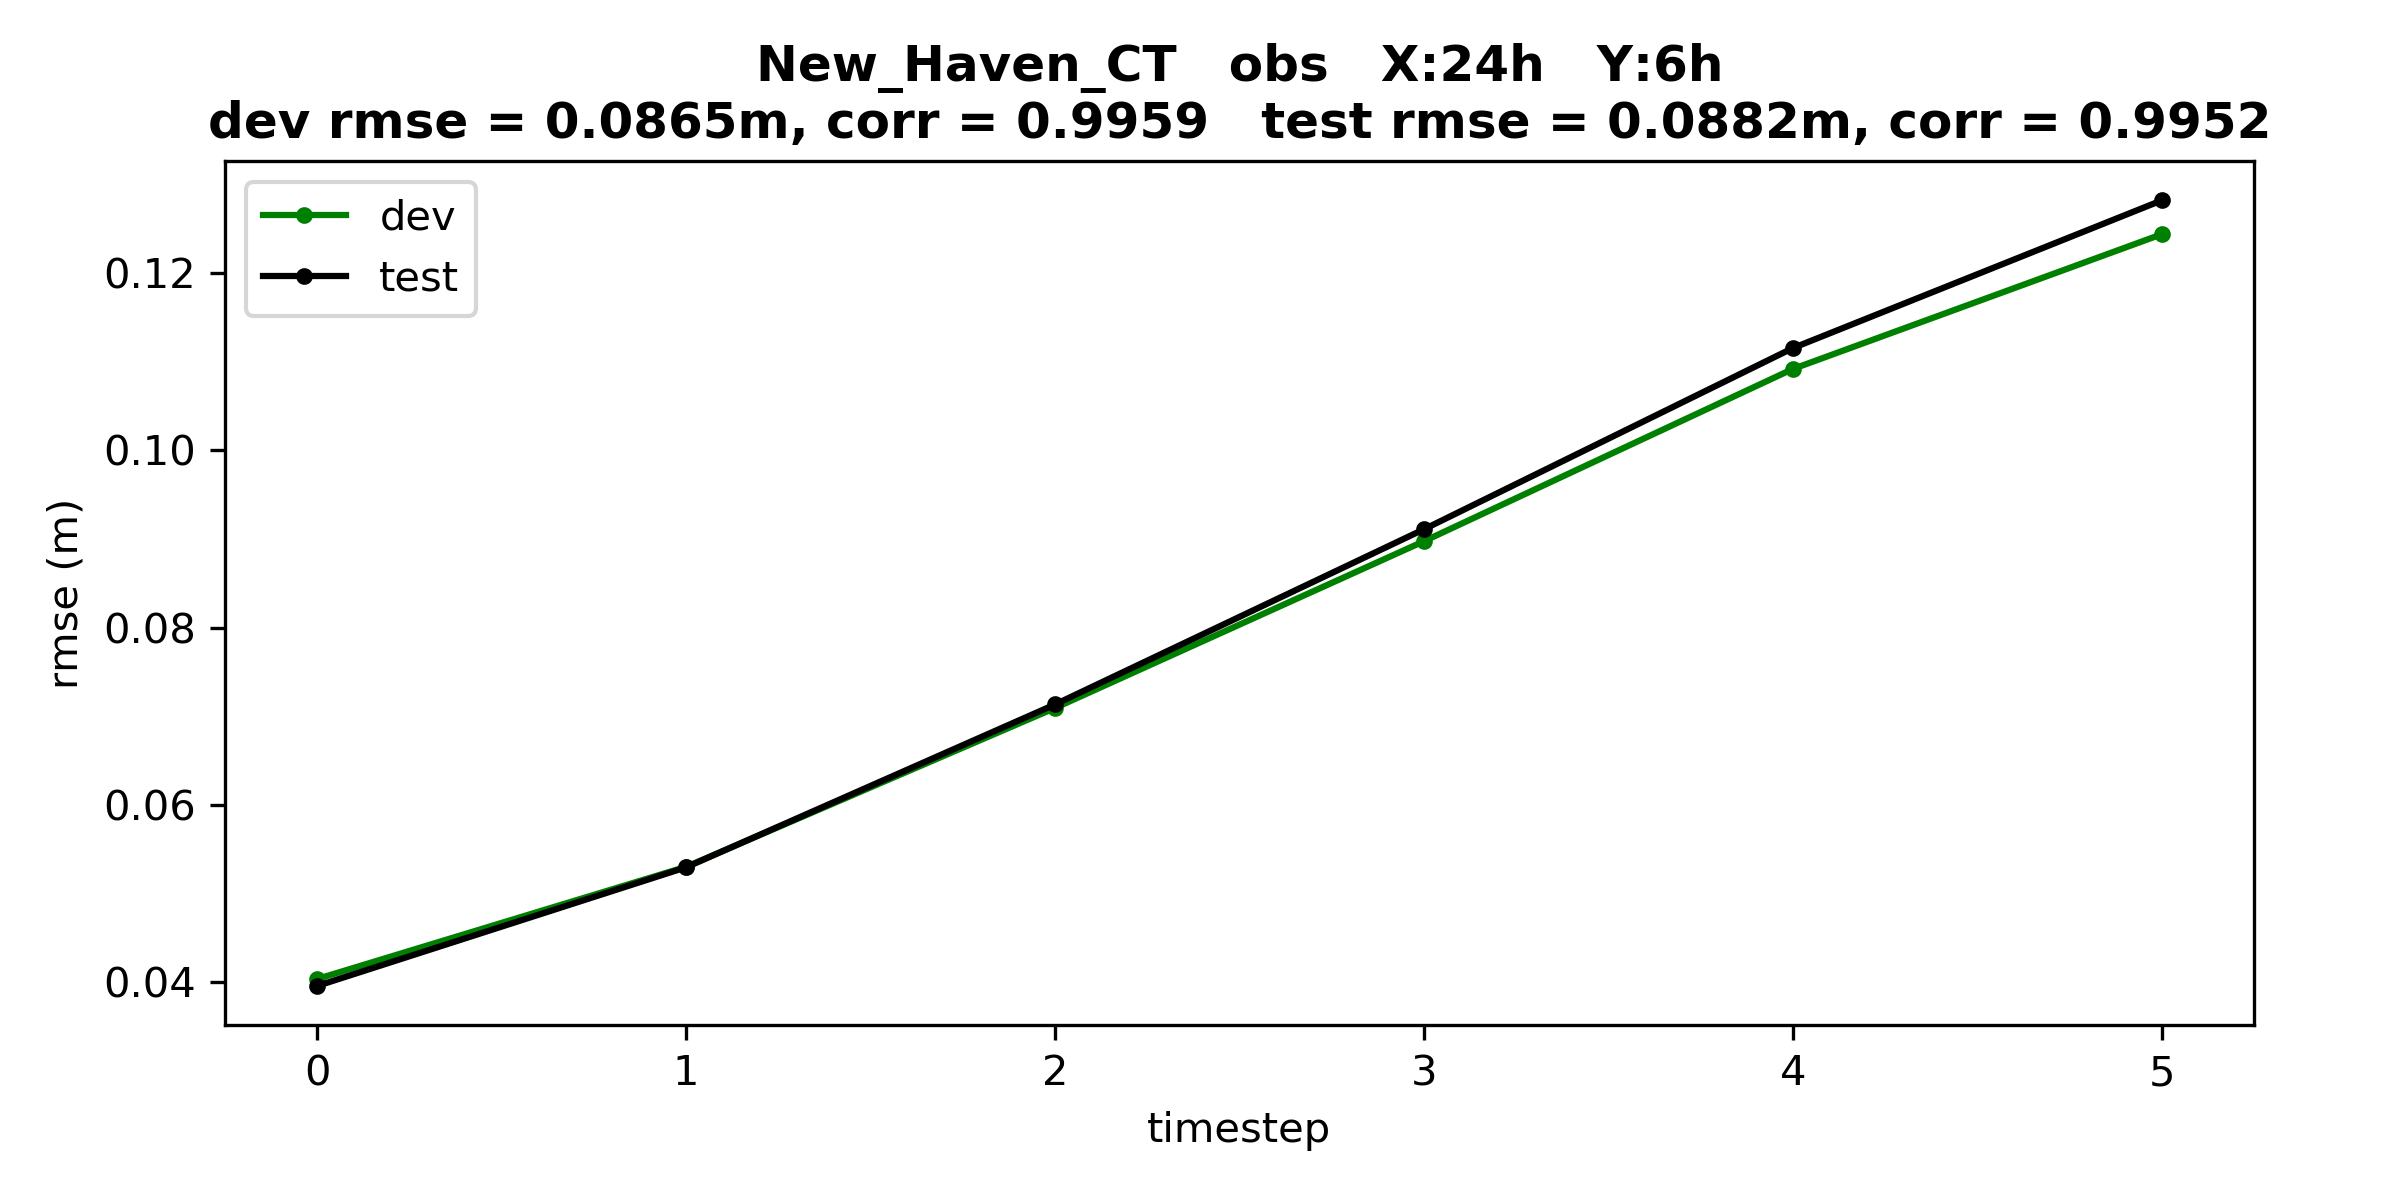 New_Haven_CT obs X:24h Y:6h
dev rmse = 0.0865m, corr = 0.9959 test rmse = 0.0882m, corr = 0.9952
dev
test
0.12
0.10
0.08
0.06
0.04
rmse (m)
0 1 2 3 4 5
timestep